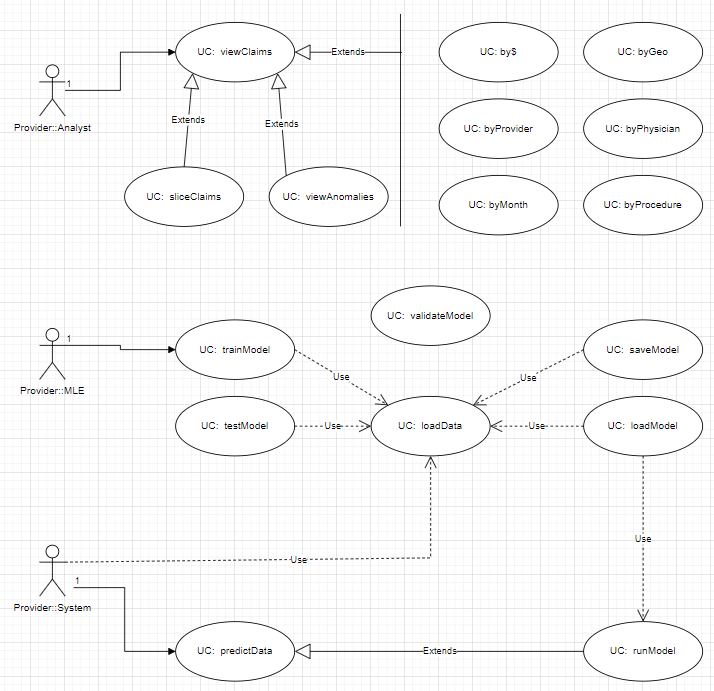 UC: viewClaims
Extends
UC: by$
UC: byGeo
1
Provider::Analyst
Extends
Extends
UC: byProvider
UC: byPhysician
UC: sliceClaims
UC: viewAnomalies
UC: byMonth
UC: byProcedure
UC: validateModel
1
Provider::MLE
UC: trainModel
UC: saveModel
Use
Use
UC: testModel
Use
UC: loadData
Use
UC: loadModel
Use
Use
1
Provider::System
UC: predictData
Extends
UC: runModel